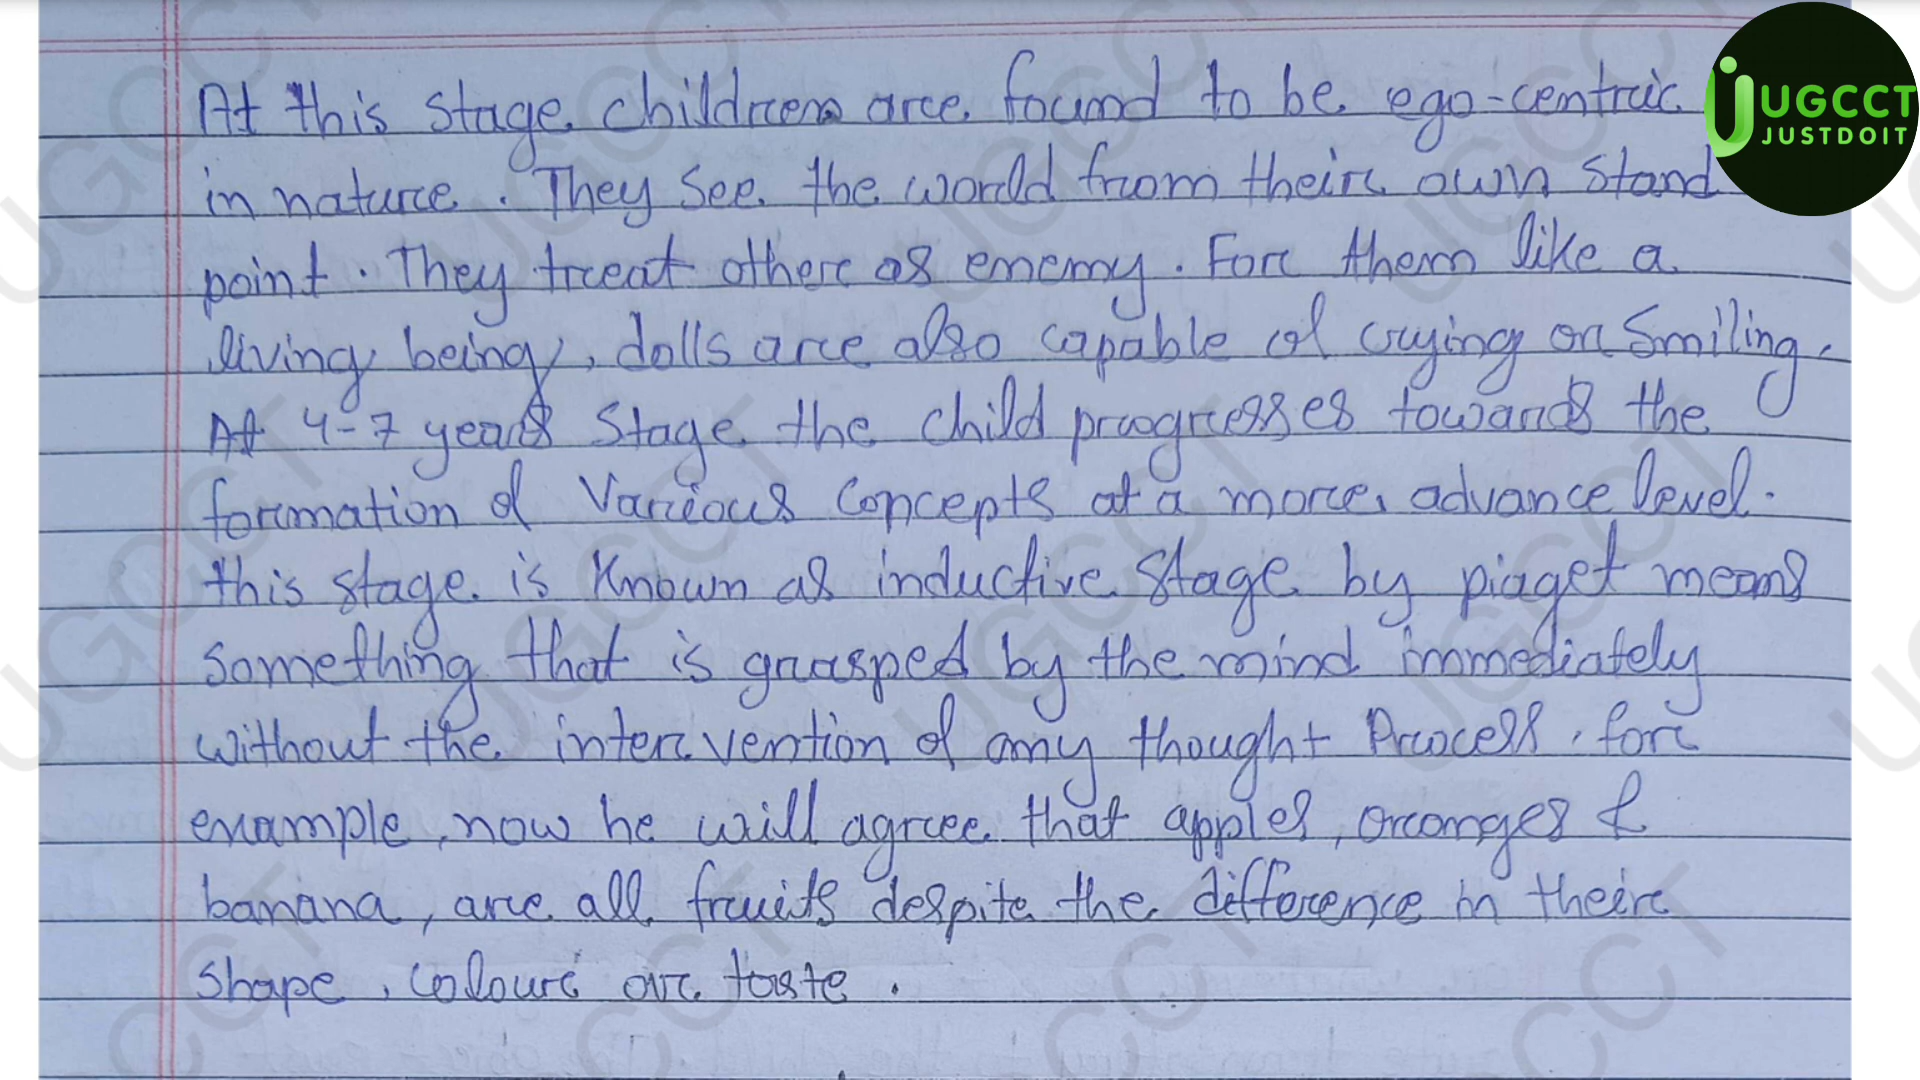 At this stage children are found to be ego-centric
in nature. They see the world from their own stand
point. They treat other as enemy. For them like a
living being, dolls are also capable of crying or smiling.
At 4-7 years stage the child progresses towards the
formation of various concepts at a more advance level.
this stage is known as inductive stage by piaget means
something that is grasped by the mind immediately
without the intervention of any thought process. for
example, now he will agree that apples, oranges &
banana, are all fruits despite the difference in their
shape, colour or taste.
UGCCT
JUSTDOIT